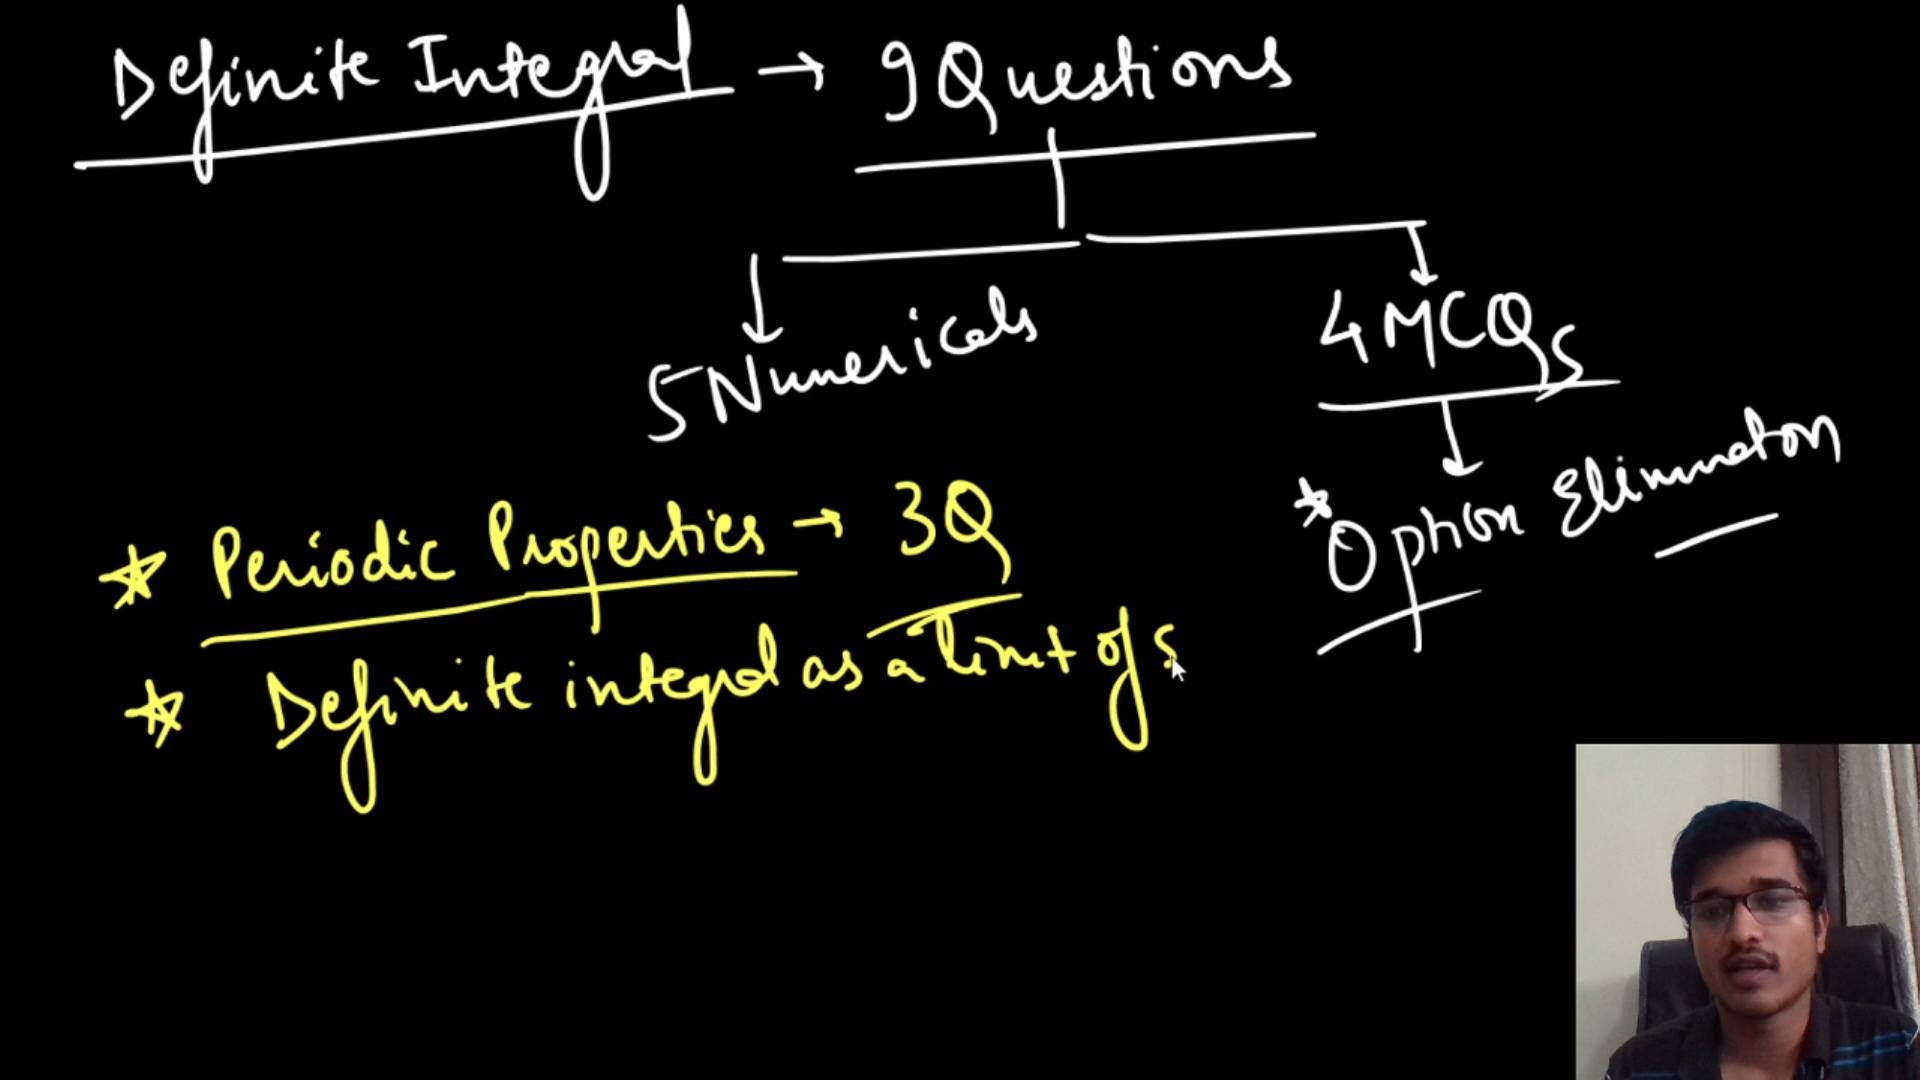 Definite Integral → 9 Questions
5 Numericals
4 MCQs
* Option Elimination
☆ Periodic Properties → 3Q
☆ Definite integral as a limit of s